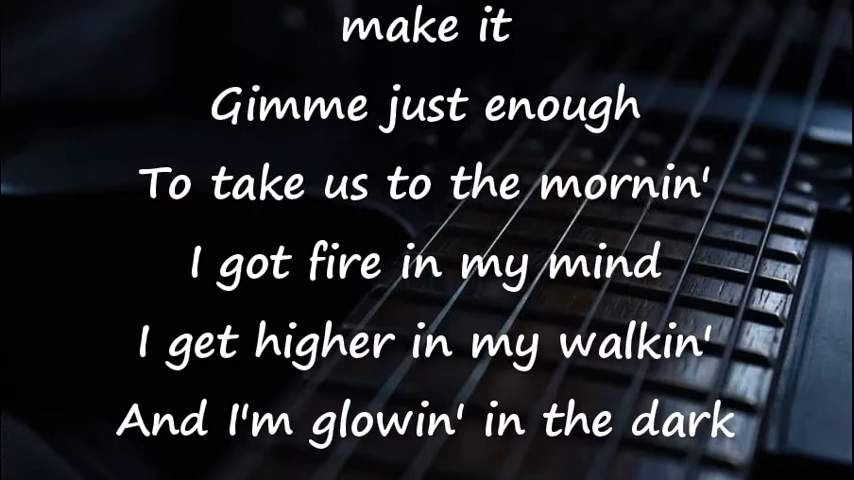 make it
Gimme just enough
To take us to the mornin'
I got fire in my mind
I get higher in my walkin'
And I'm glowin' in the dark